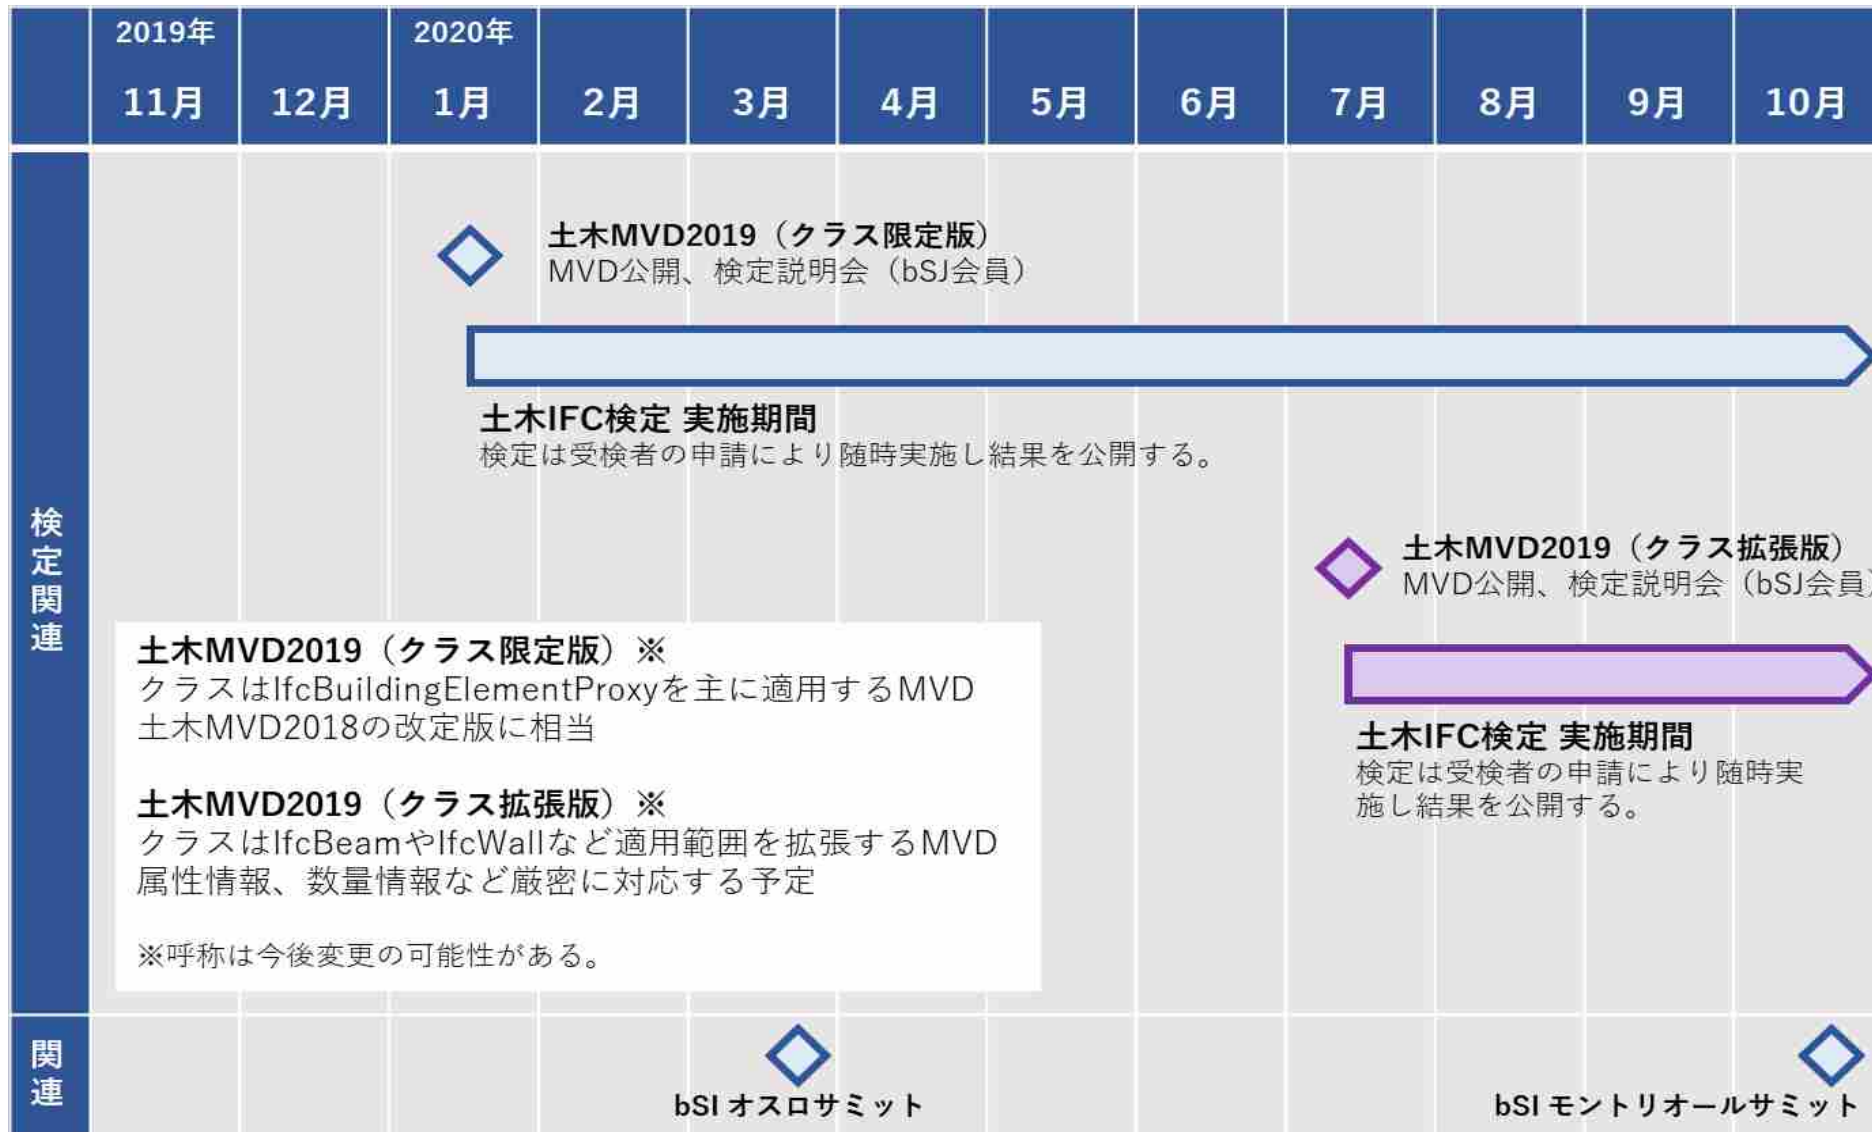 2019年
2020年
11月
12月
1月
2月
3月
4月
5月
6月
7月
8月
9月
10月
検定関連
土木MVD2019（クラス限定版）
MVD公開、検定説明会（bSJ会員）
土木IFC検定 実施期間
検定は受検者の申請により随時実施し結果を公開する。
土木MVD2019（クラス拡張版）
MVD公開、検定説明会（bSJ会員）
土木IFC検定 実施期間
検定は受検者の申請により随時実
施し結果を公開する。
土木MVD2019（クラス限定版）※
クラスはIfcBuildingElementProxyを主に適用するMVD
土木MVD2018の改定版に相当
土木MVD2019（クラス拡張版）※
クラスはIfcBeamやIfcWallなど適用範囲を拡張するMVD
属性情報、数量情報など厳密に対応する予定
※呼称は今後変更の可能性がある。
関連
bSI オスロサミット
bSI モントリオールサミット